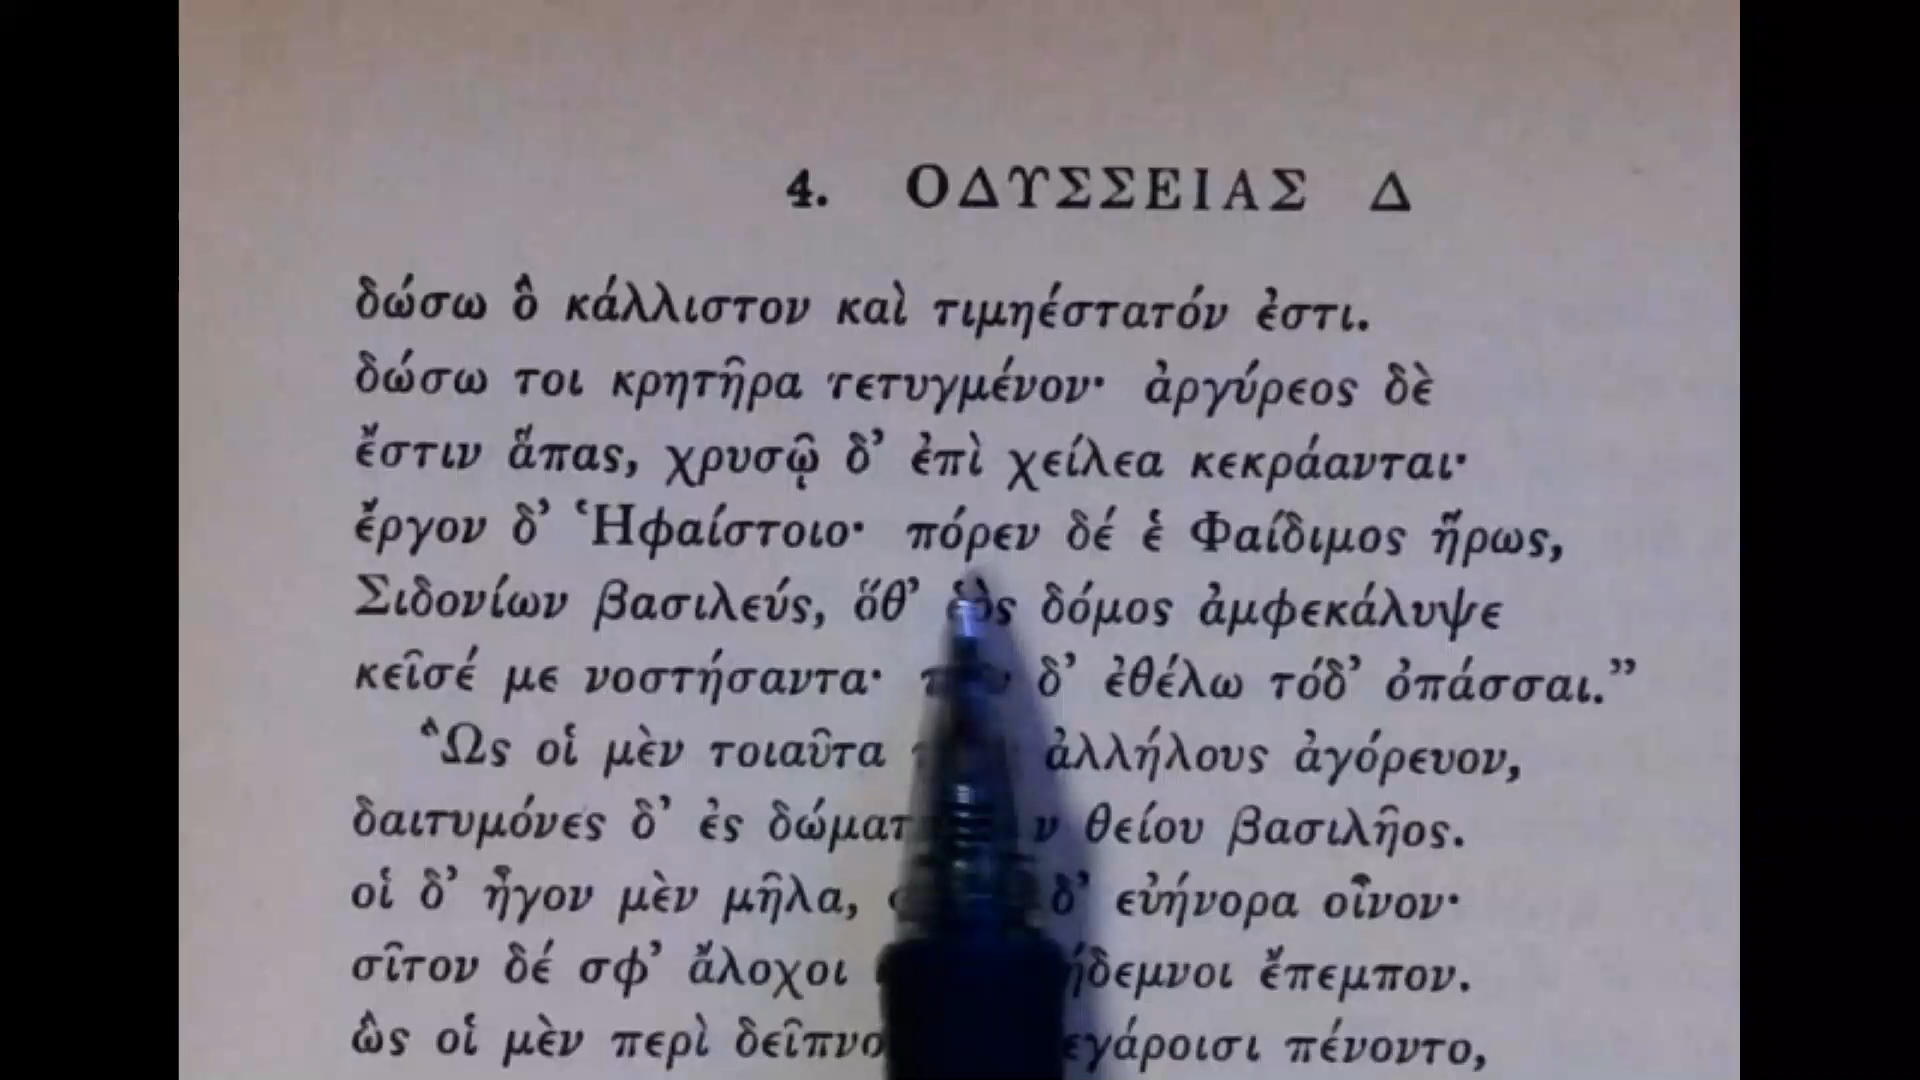 4. ΟΔΥΣΣΕΙΑΣ Δ
δώσω ὃ κάλλιστον καὶ τιμηέστατόν ἐστι.
δώσω τοι κρητῆρα τετυγμένον· ἀργύρεος δὲ
ἔστιν ἅπας, χρυσῷ δ’ ἐπὶ χείλεα κεκράανται·
ἔργον δ’ Ἡφαίστοιο· πόρεν δέ ἑ Φαίδιμος ἥρως,
Σιδονίων βασιλεύς, ὅθ’ ἑὸς δόμος ἀμφεκάλυψε
κεῖσέ με νοστήσαντα· δ’ ἐθέλω τόδ’ ὀπάσσαι.”
Ὣς οἱ μὲν τοιαῦτα ἀλλήλους ἀγόρευον,
δαιτυμόνες δ’ ἐς θείου βασιλῆος.
οἱ δ’ ἦγον μὲν μῆλα, δ’ εὐήνορα οἶνον·
σῖτον δέ σφ’ ἄλοχοι ἔπεμπον.
ὣς οἱ μὲν περὶ πένοντο,